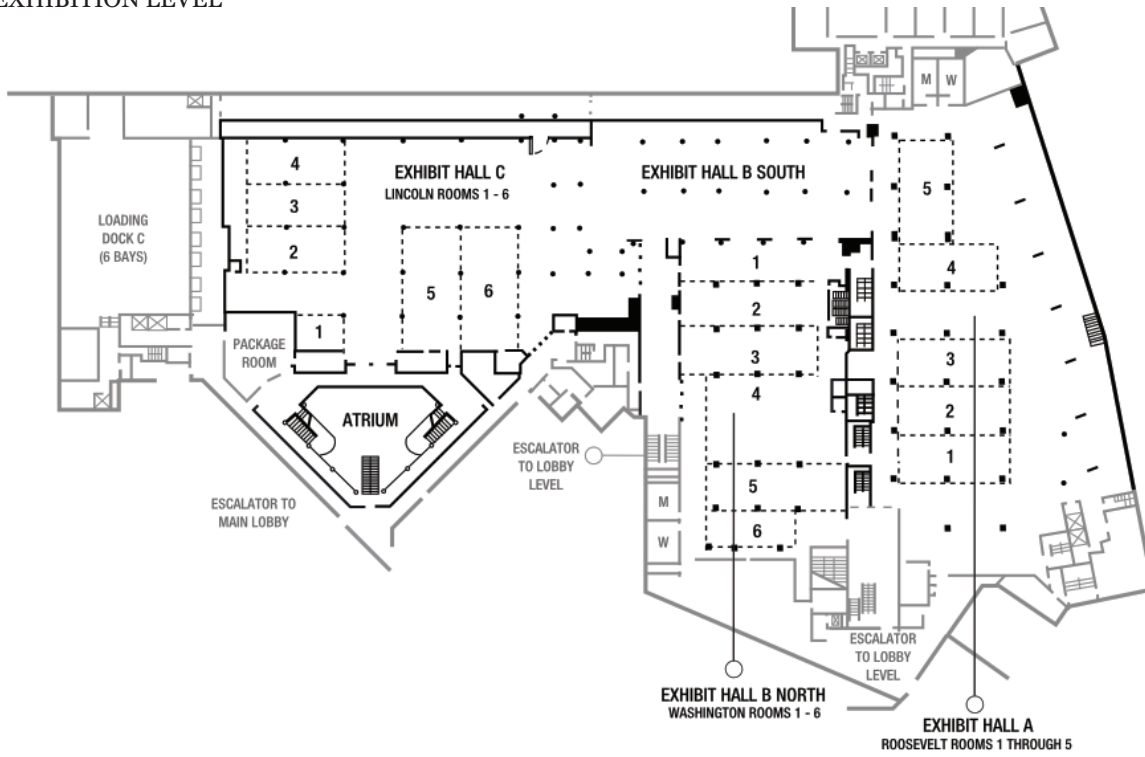 EXHIBITION LEVEL
M W
4
EXHIBIT HALL C
LINCOLN ROOMS 1 - 6
EXHIBIT HALL B SOUTH
5
3
LOADING
DOCK C
(6 BAYS)
2
1
4
5
6
2
1
PACKAGE
ROOM
3
3
4
2
ATRIUM
1
ESCALATOR
TO LOBBY
LEVEL
5
M
ESCALATOR TO
MAIN LOBBY
6
W
ESCALATOR
TO LOBBY
LEVEL
EXHIBIT HALL B NORTH
WASHINGTON ROOMS 1 - 6
EXHIBIT HALL A
ROOSEVELT ROOMS 1 THROUGH 5